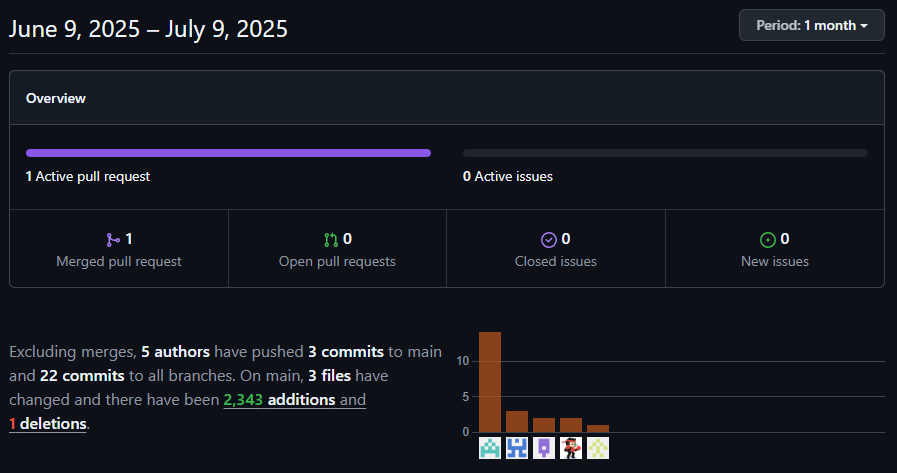 June 9, 2025 – July 9, 2025
Period: 1 month
Overview
1 Active pull request
0 Active issues
1
Merged pull request
0
Open pull requests
0
Closed issues
0
New issues
Excluding merges, 5 authors have pushed 3 commits to main
and 22 commits to all branches. On main, 3 files have
changed and there have been 2,343 additions and
1 deletions.
10
5
0